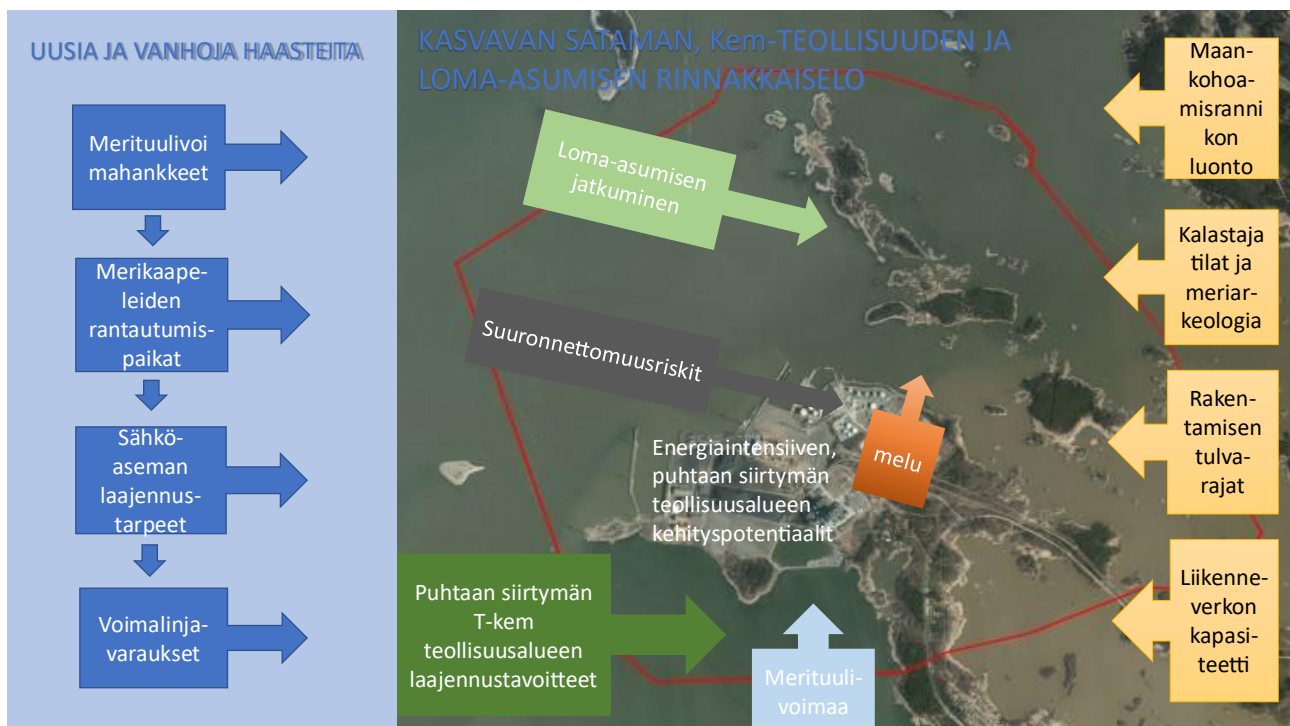 UUSIA JA VANHOJA HAASTEITA
Merituulivoi
mahankkeet
Merikaape-
leiden
rantautumis-
paikat
Sähkö-
aseman
laajennus-
tarpeet
Voimalinja-
varaukset
KASVAVAN SATAMAN, Kem-TEOLLISUUDEN JA
LOMA-ASUMISEN RINNAKKAISELO
Loma-asumisen
jatkuminen
Suuronnettomuusriskit
melu
Energiaintensiiven,
puhtaan siirtymän
teollisuusalueen
kehityspotentiaalit
Puhtaan siirtymän
T-kem
teollisuusalueen
laajennustavoitteet
Merituuli-
voimaa
Maan-
kohoa-
misranni
kon
luonto
Kalastaja
tilat ja
meriar-
keologia
Raken-
tamisen
tulva-
rajat
Liikenne-
verkon
kapasi-
teetti